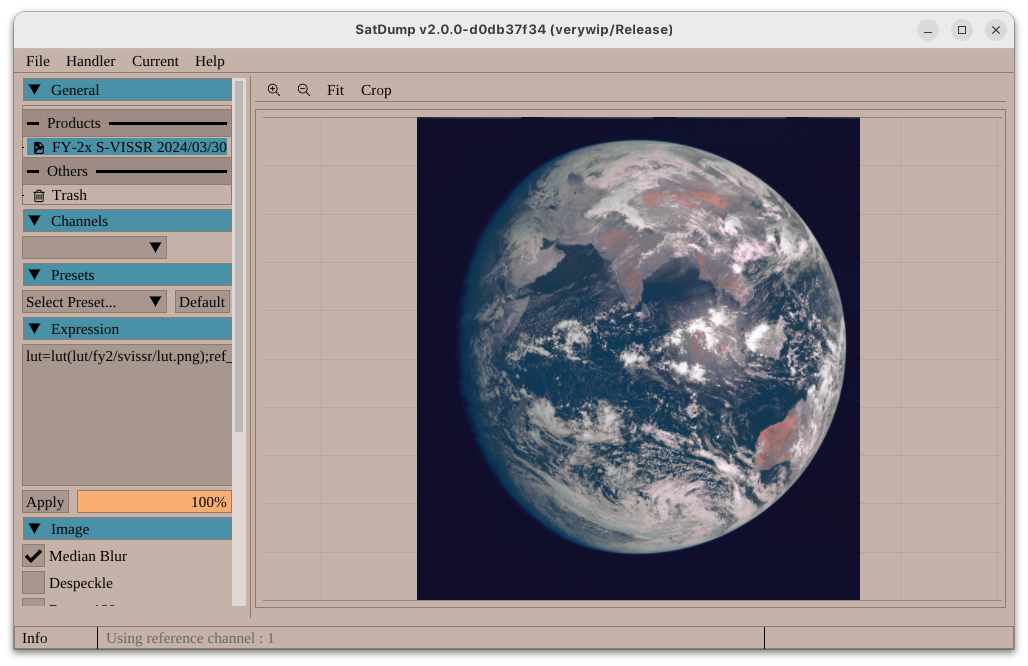 SatDump v2.0.0-d0db37f34 (verywip/Release)
File Handler Current Help
General
Products
FY-2x S-VISSR 2024/03/30
Others
Trash
Channels
Presets
Select Preset... Default
Expression
lut=lut(lut/fy2/svissr/lut.png);ref_
Apply 100%
Image
Median Blur
Despeckle
Fit Crop
Info Using reference channel : 1